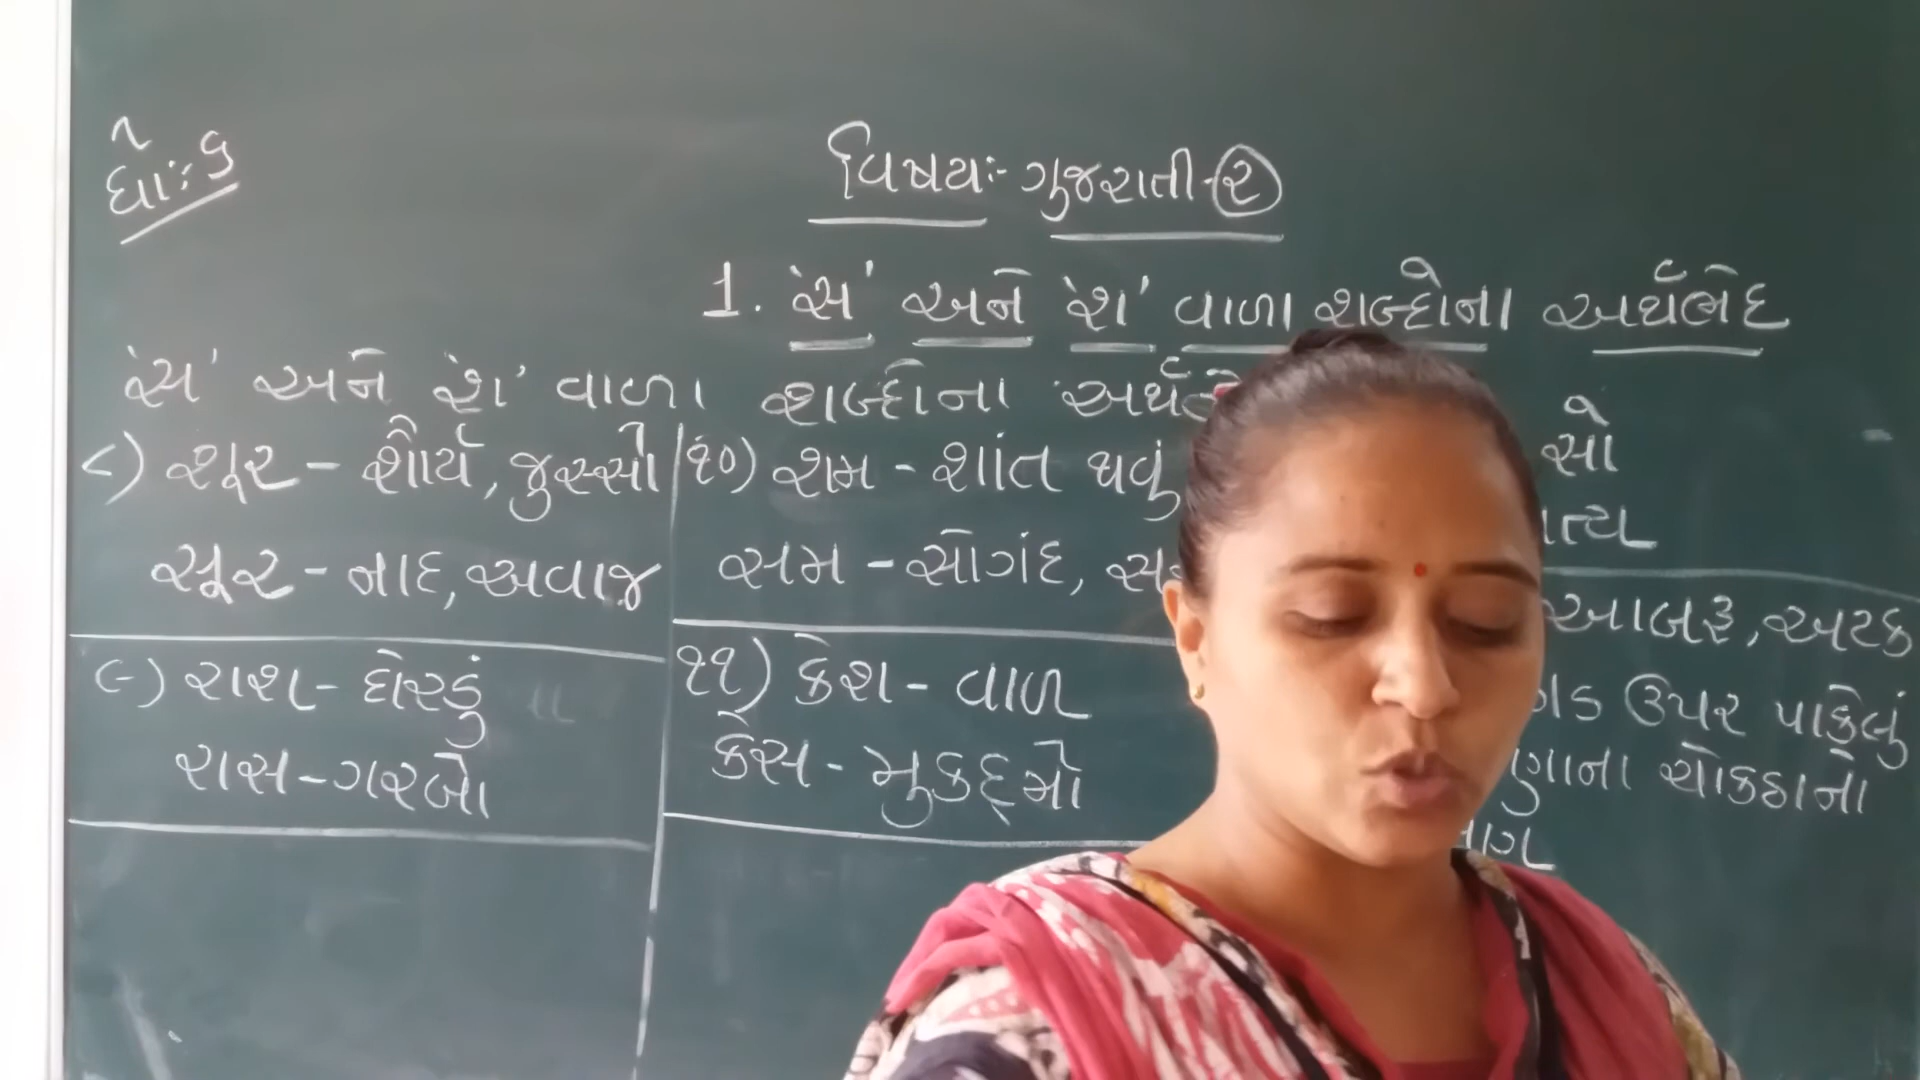 ધો:૯
વિષય:- ગુજરાતી-૨
1. 'સ' અને 'શ' વાળા શબ્દોના અર્થભેદ
'સ' અને 'શ' વાળા શબ્દોના
૮) શૂર - શૌર્ય, જુસ્સો
સૂર - નાદ, અવાજ
૯) રાશ - દોરડું
રાસ - ગરબો
૧૦) શમ - શાંત થવું
સમ - સોગંદ,
૧૧) કેશ - વાળ
કેસ - મુકદ્દમો
સો
આબરૂ, અટક
ઉપર પાકેલું
ચોકઠાનો